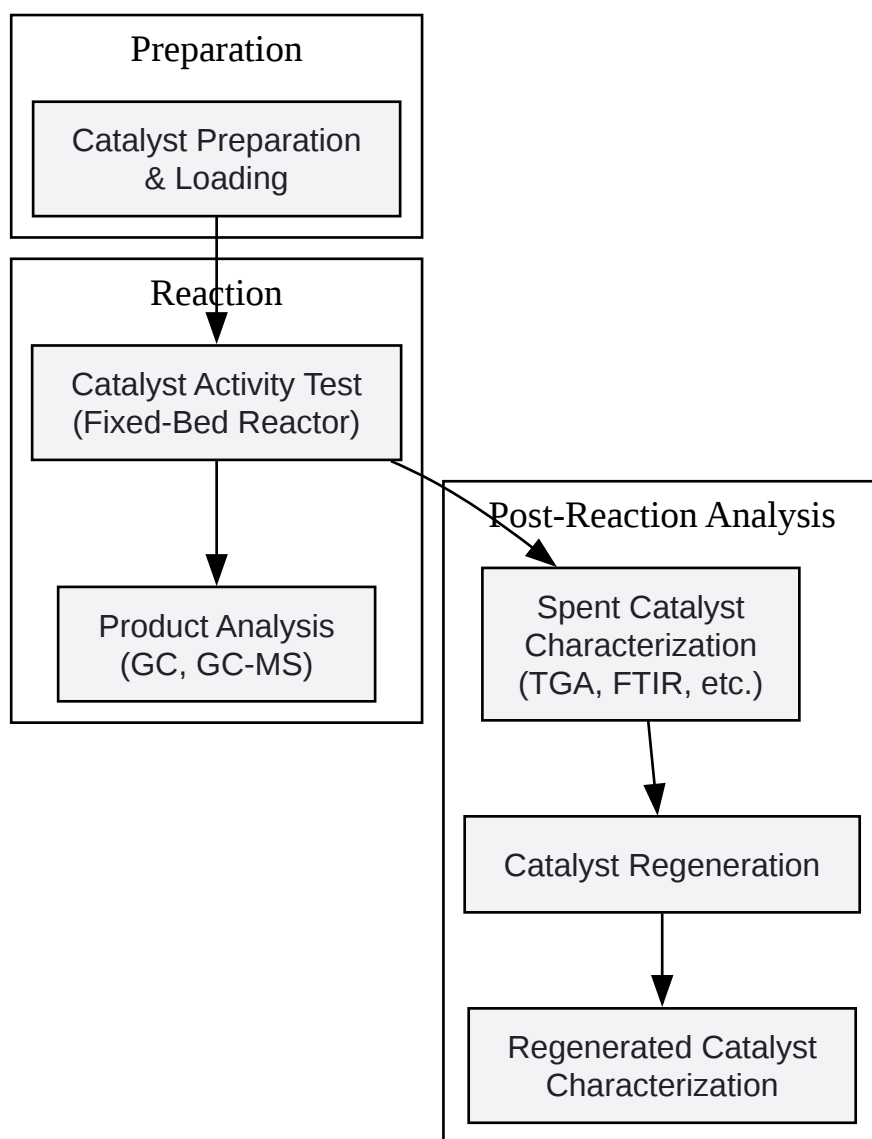 Preparation
Catalyst Preparation
& Loading
Reaction
Catalyst Activity Test
(Fixed-Bed Reactor)
Product Analysis
(GC, GC-MS)
Post-Reaction Analysis
Spent Catalyst
Characterization
(TGA, FTIR, etc.)
Catalyst Regeneration
Regenerated Catalyst
Characterization